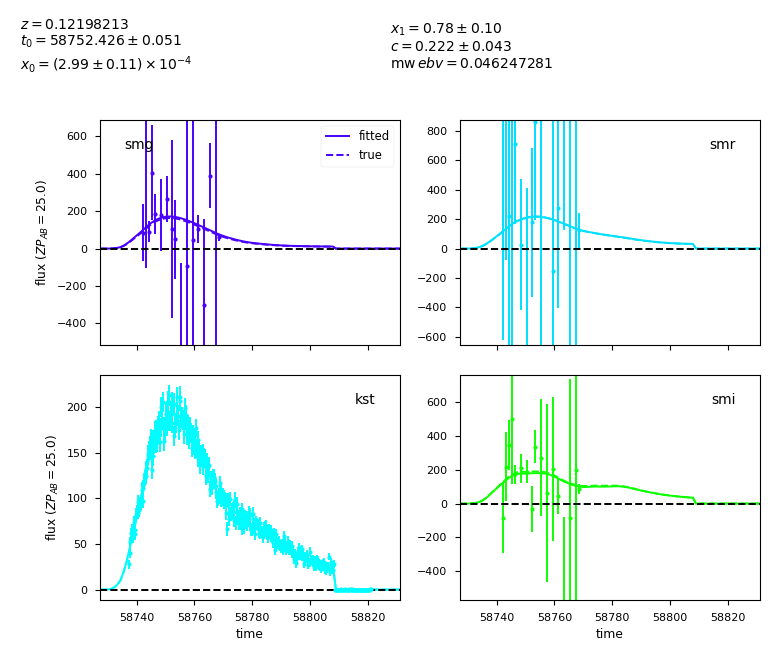 z = 0.12198213
t₀ = 58752.426 ± 0.051
x₀ = (2.99 ± 0.11) × 10⁻⁴
x₁ = 0.78 ± 0.10
c = 0.222 ± 0.043
mw ebv = 0.046247281
smg
fitted
true
600
400
200
0
−200
−400
flux (ZP_AB = 25.0)
smr
800
600
400
200
0
−200
−400
−600
kst
200
150
100
50
0
flux (ZP_AB = 25.0)
58740 58760 58780 58800 58820
time
smi
600
400
200
0
−200
−400
58740 58760 58780 58800 58820
time